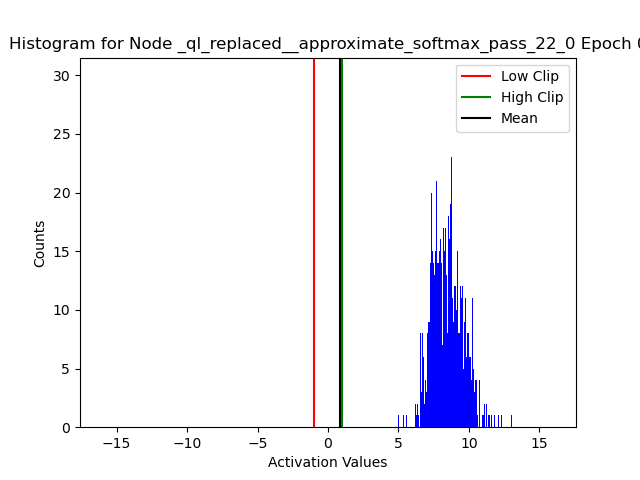 Histogram for Node _ql_replaced__approximate_softmax_pass_22_0 Epoch 0
Low Clip
High Clip
Mean
Counts
30
25
20
15
10
5
0
−15
−10
−5
0
5
10
15
Activation Values